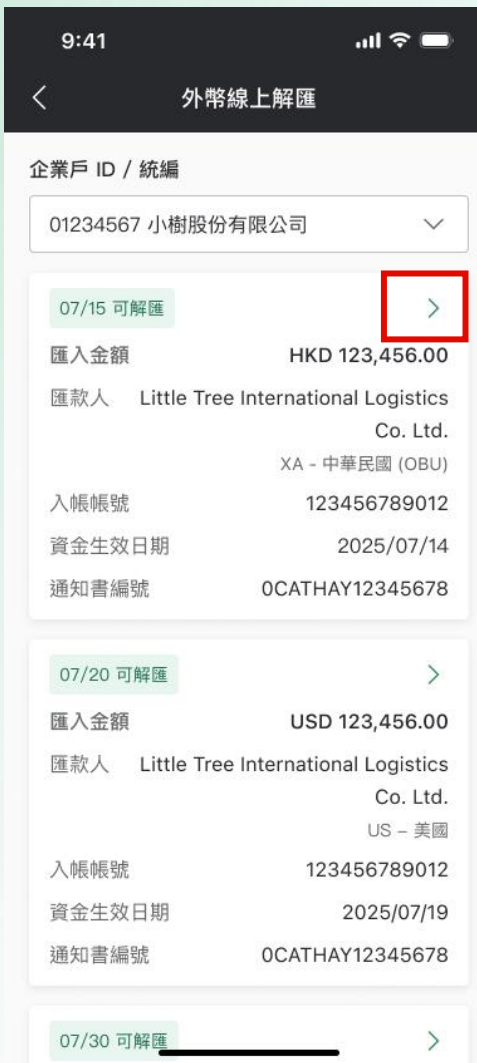 9:41
外幣線上解匯
企業戶 ID / 統編
01234567 小樹股份有限公司
07/15 可解匯
匯入金額 HKD 123,456.00
匯款人 Little Tree International Logistics
Co. Ltd.
XA - 中華民國 (OBU)
入帳帳號 123456789012
資金生效日期 2025/07/14
通知書編號 0CATHAY12345678
07/20 可解匯
匯入金額 USD 123,456.00
匯款人 Little Tree International Logistics
Co. Ltd.
US – 美國
入帳帳號 123456789012
資金生效日期 2025/07/19
通知書編號 0CATHAY12345678
07/30 可解匯